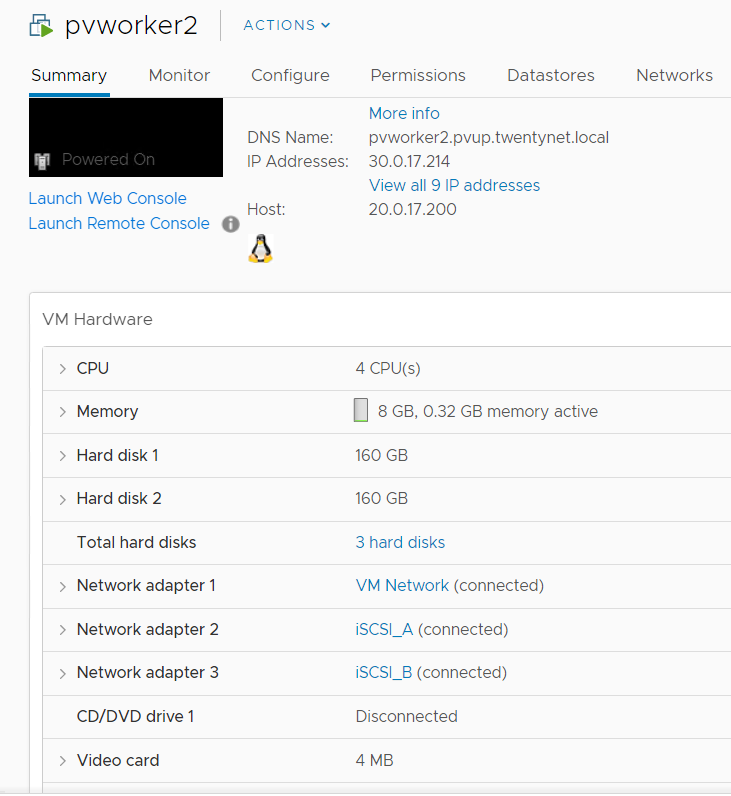 pvworker2 ACTIONS
Summary Monitor Configure Permissions Datastores Networks
Powered On
Launch Web Console
Launch Remote Console
More info
DNS Name: pvworker2.pvup.twentynet.local
IP Addresses: 30.0.17.214
View all 9 IP addresses
Host: 20.0.17.200
VM Hardware
CPU 4 CPU(s)
Memory 8 GB, 0.32 GB memory active
Hard disk 1 160 GB
Hard disk 2 160 GB
Total hard disks 3 hard disks
Network adapter 1 VM Network (connected)
Network adapter 2 iSCSI_A (connected)
Network adapter 3 iSCSI_B (connected)
CD/DVD drive 1 Disconnected
Video card 4 MB